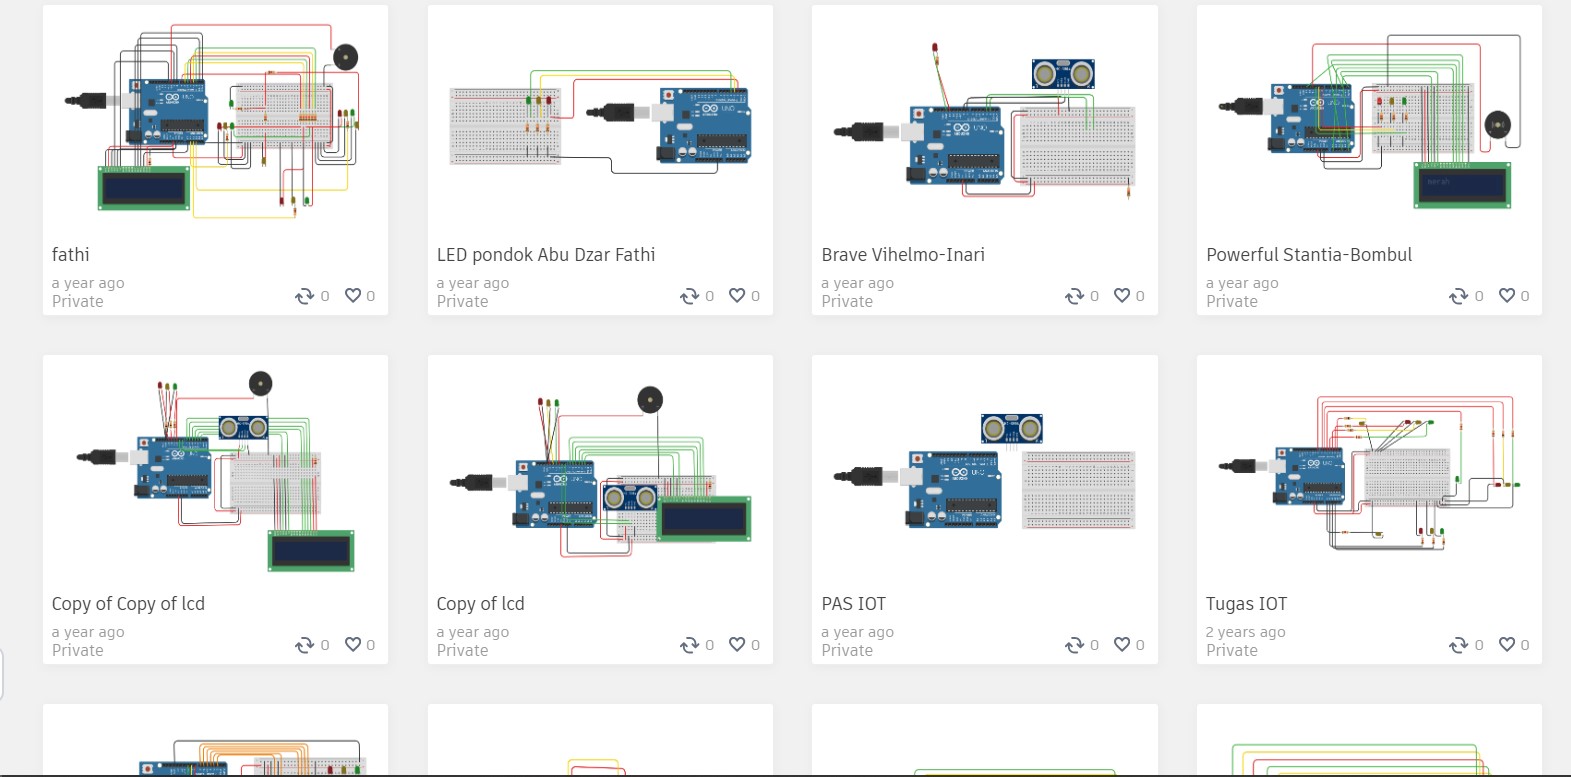 fathi
a year ago
Private
0
0
LED pondok Abu Dzar Fathi
a year ago
Private
0
0
Brave Vihelmo-Inari
a year ago
Private
0
0
merah
Powerful Stantia-Bombul
a year ago
Private
0
0
Copy of Copy of lcd
a year ago
Private
0
0
Copy of lcd
a year ago
Private
0
0
PAS IOT
a year ago
Private
0
0
Tugas IOT
2 years ago
Private
0
0